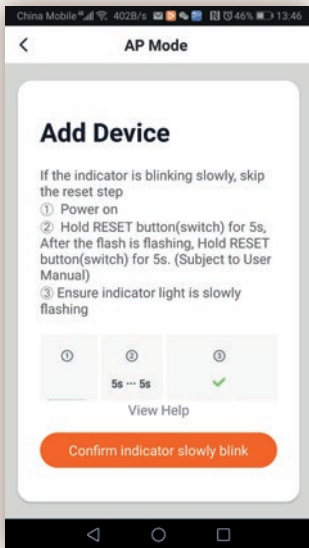 China Mobile 4G 402B/s 46% 13:46
AP Mode
Add Device
If the indicator is blinking slowly, skip
the reset step
① Power on
② Hold RESET button(switch) for 5s,
After the flash is flashing, Hold RESET
button(switch) for 5s. (Subject to User
Manual)
③ Ensure indicator light is slowly
flashing
① ② ③
5s ··· 5s
View Help
Confirm indicator slowly blink